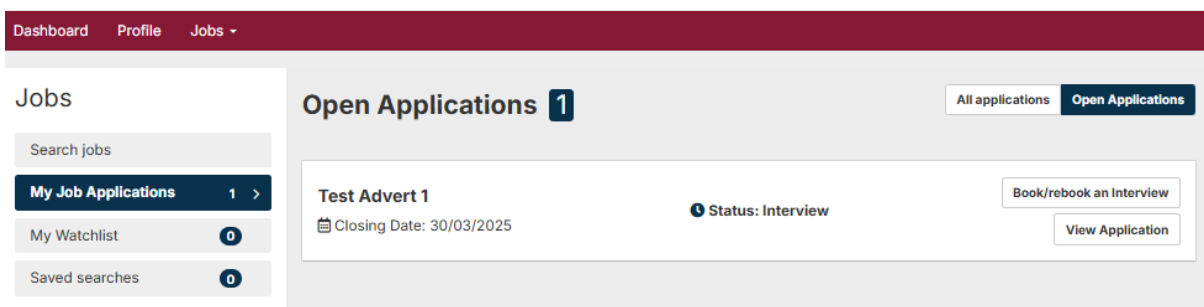 Dashboard Profile Jobs
Jobs
Search jobs
My Job Applications 1
My Watchlist 0
Saved searches 0
Open Applications 1
All applications Open Applications
Test Advert 1
Closing Date: 30/03/2025
Status: Interview
Book/rebook an Interview
View Application